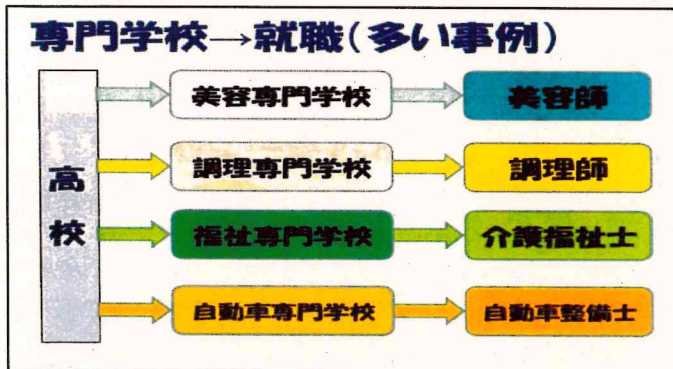 専門学校→就職(多い事例)
高校
美容専門学校
美容師
調理専門学校
調理師
福祉専門学校
介護福祉士
自動車専門学校
自動車整備士